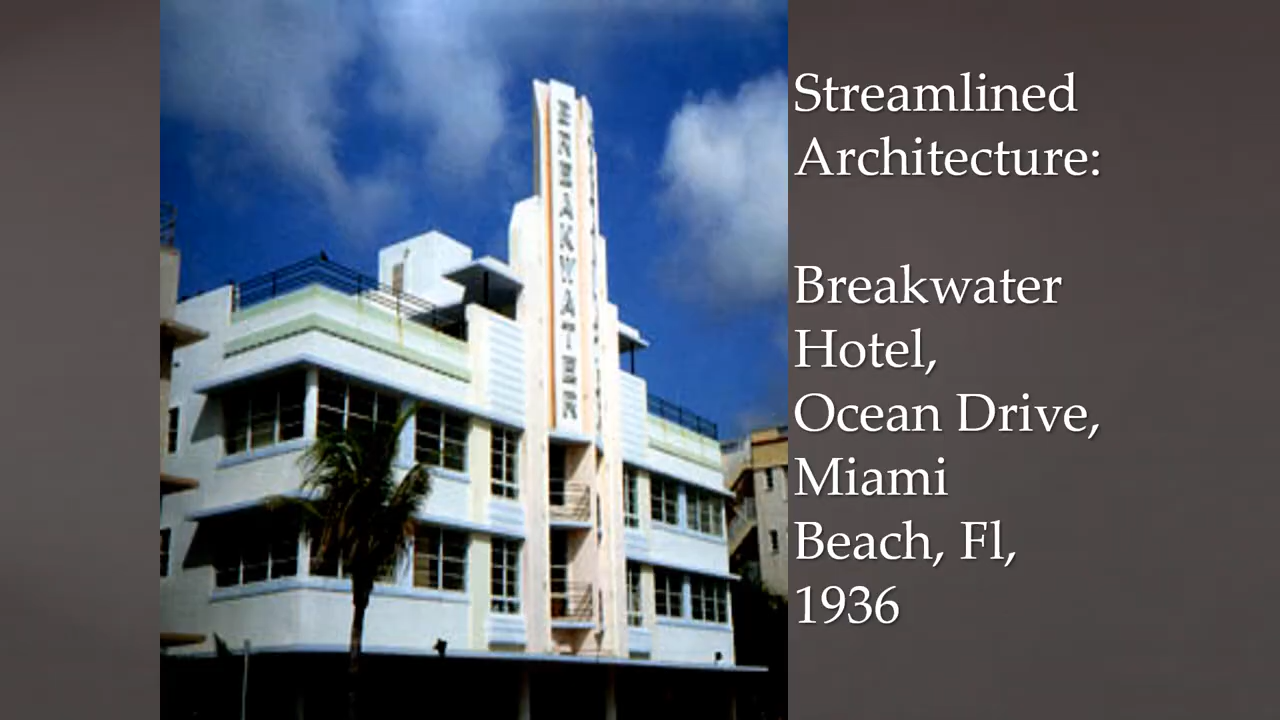 BREAKWATER
Streamlined
Architecture:
Breakwater
Hotel,
Ocean Drive,
Miami
Beach, Fl,
1936